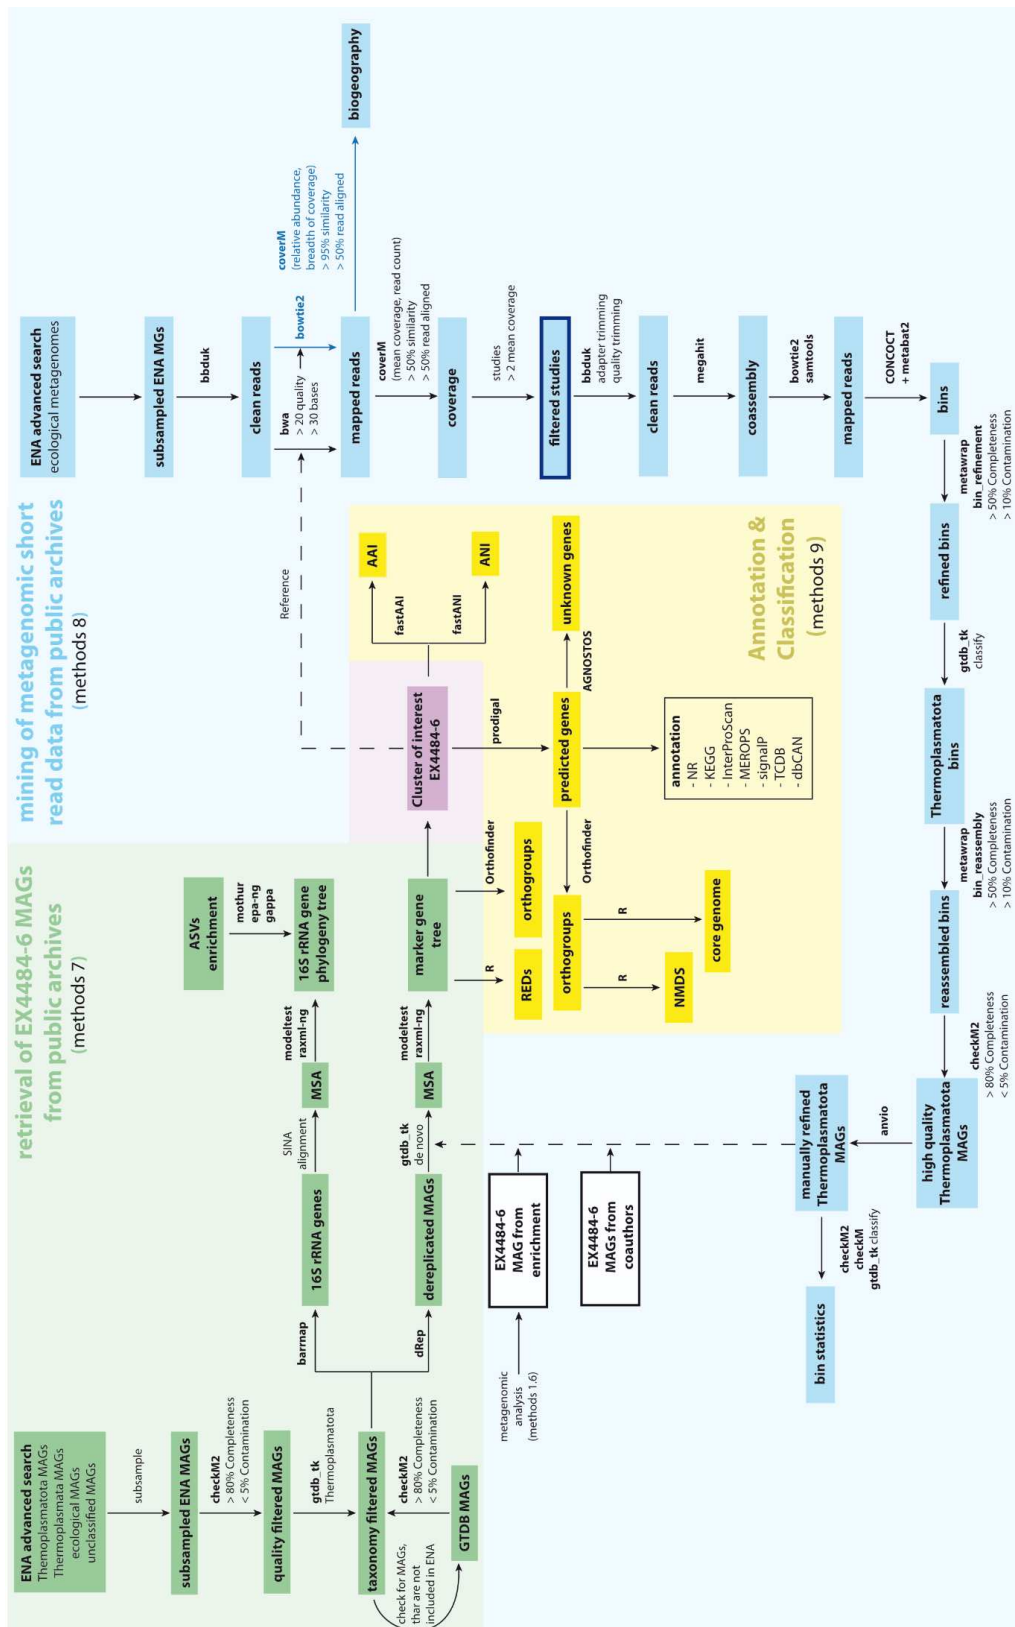 retrieval of EX4484-6 MAGs
from public archives
(methods 7)
ENA advanced search
Themoplasmatota MAGs
Thermoplasmata MAGs
ecological MAGs
unclassified MAGs
subsample
subsampled ENA MAGs
checkM2
> 80% Completeness
< 5% Contamination
quality filtered MAGs
gtdb_tk
Thermoplasmatota
taxonomy filtered MAGs
checkM2
> 80% Completeness
< 5% Contamination
check for MAGs,
thar are not
included in ENA
GTDB MAGs
barrnap
16S rRNA genes
SINA
alignment
MSA
modeltest
raxml-ng
16S rRNA gene
phylogeny tree
ASVs
enrichment
mothur
epa-ng
gappa
dRep
dereplicated MAGs
gtdb_tk
de novo
MSA
modeltest
raxml-ng
marker gene
tree
R
REDs
Orthofinder
orthogroups
Cluster of interest
EX4484-6
Reference
mining of metagenomic short
read data from public archives
(methods 8)
ENA advanced search
ecological metagenomes
subsampled ENA MGs
bbduk
clean reads
bwa
> 20 quality
> 30 bases
bowtie2
coverM
(relative abundance,
breadth of coverage)
> 95% similarity
> 50% read aligned
biogeography
mapped reads
coverM
(mean coverage, read count)
> 50% similarity
> 50% read aligned
coverage
studies
> 2 mean coverage
filtered studies
bbduk
adapter trimming
quality trimming
clean reads
megahit
coassembly
bowtie2
samtools
mapped reads
CONCOCT
+ metabat2
bins
metawrap
bin_refinement
> 50% Completeness
> 10% Contamination
refined bins
gtdb_tk
classify
Thermoplasmatota
bins
metawrap
bin_reassembly
> 50% Completeness
> 10% Contamination
reassembled bins
checkM2
> 80% Completeness
< 5% Contamination
high quality
Thermoplasmatota
MAGs
anvio
manually refined
Thermoplasmatota
MAGs
checkM2
checkM
gtdb_tk classify
bin statistics
metagenomic
analysis
(methods 1.6)
EX4484-6
MAG from
enrichment
EX4484-6
MAGs from
coauthors
Annotation &
Classification
(methods 9)
fastAAI
AAI
fastANI
ANI
prodigal
predicted genes
AGNOSTOS
unknown genes
Orthofinder
orthogroups
R
NMDS
R
core genome
annotation
- NR
- KEGG
- InterProScan
- MEROPS
- signalP
- TCDB
- dbCAN